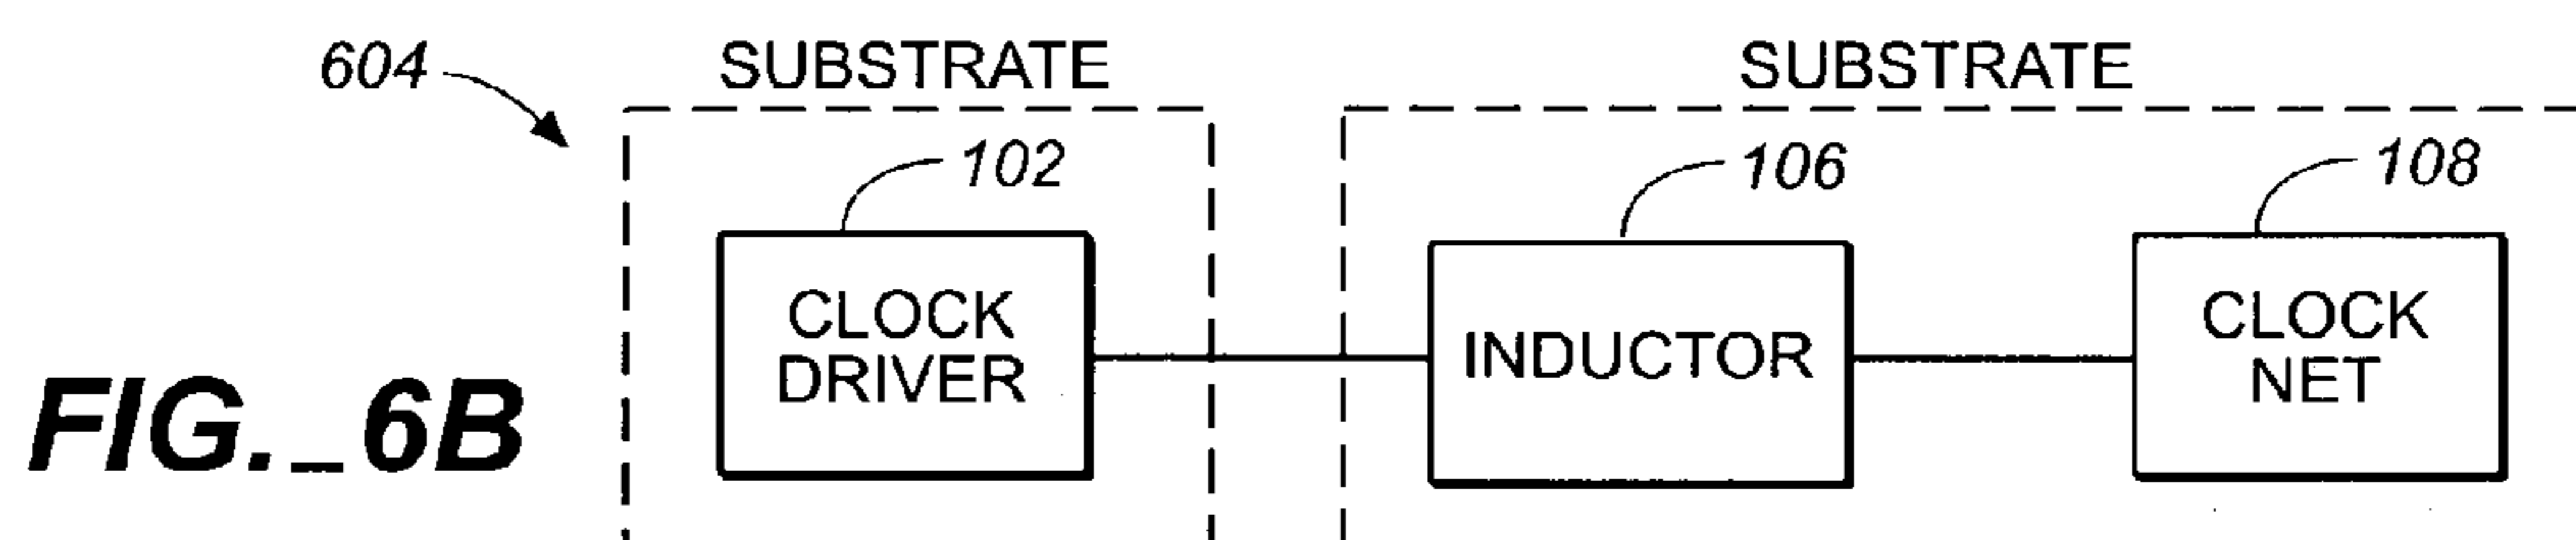 604
SUBSTRATE
SUBSTRATE
102
106
108
CLOCK
DRIVER
INDUCTOR
CLOCK
NET
FIG._6B